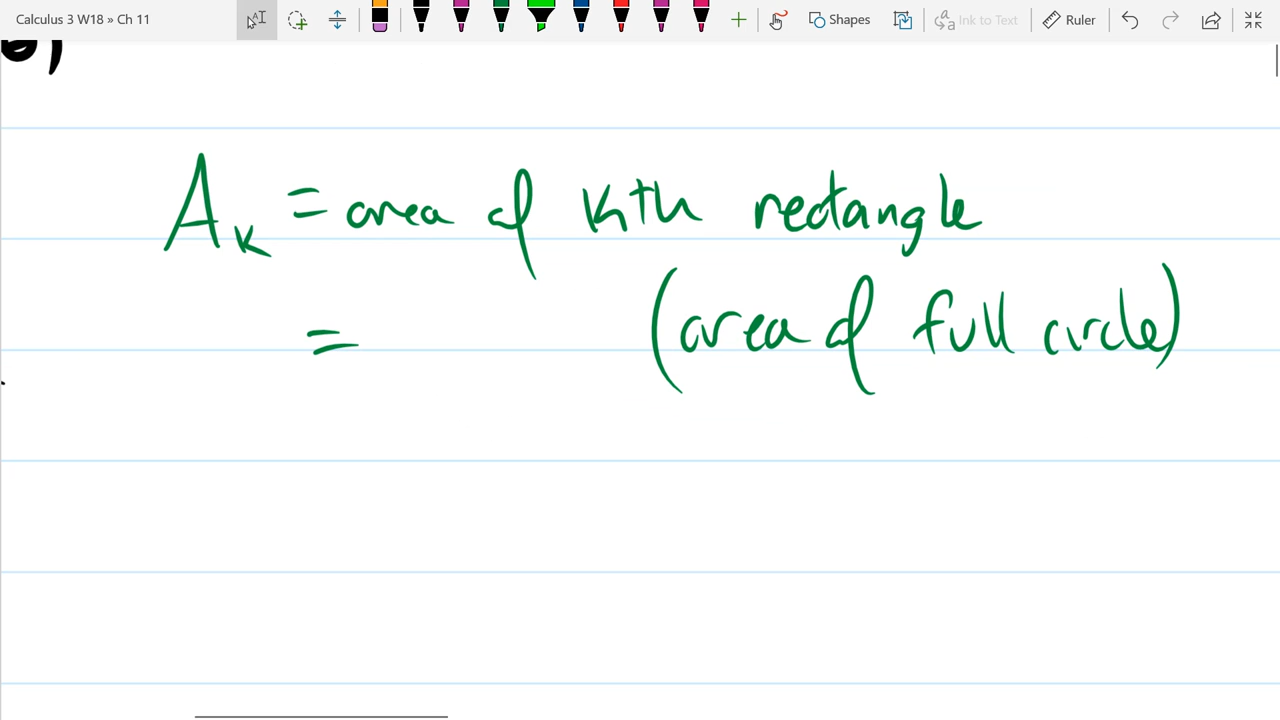 Calculus 3 W18 » Ch 11
Ink to Text
Shapes
Ruler
A_k = area of kth rectangle
= (area of full circle)